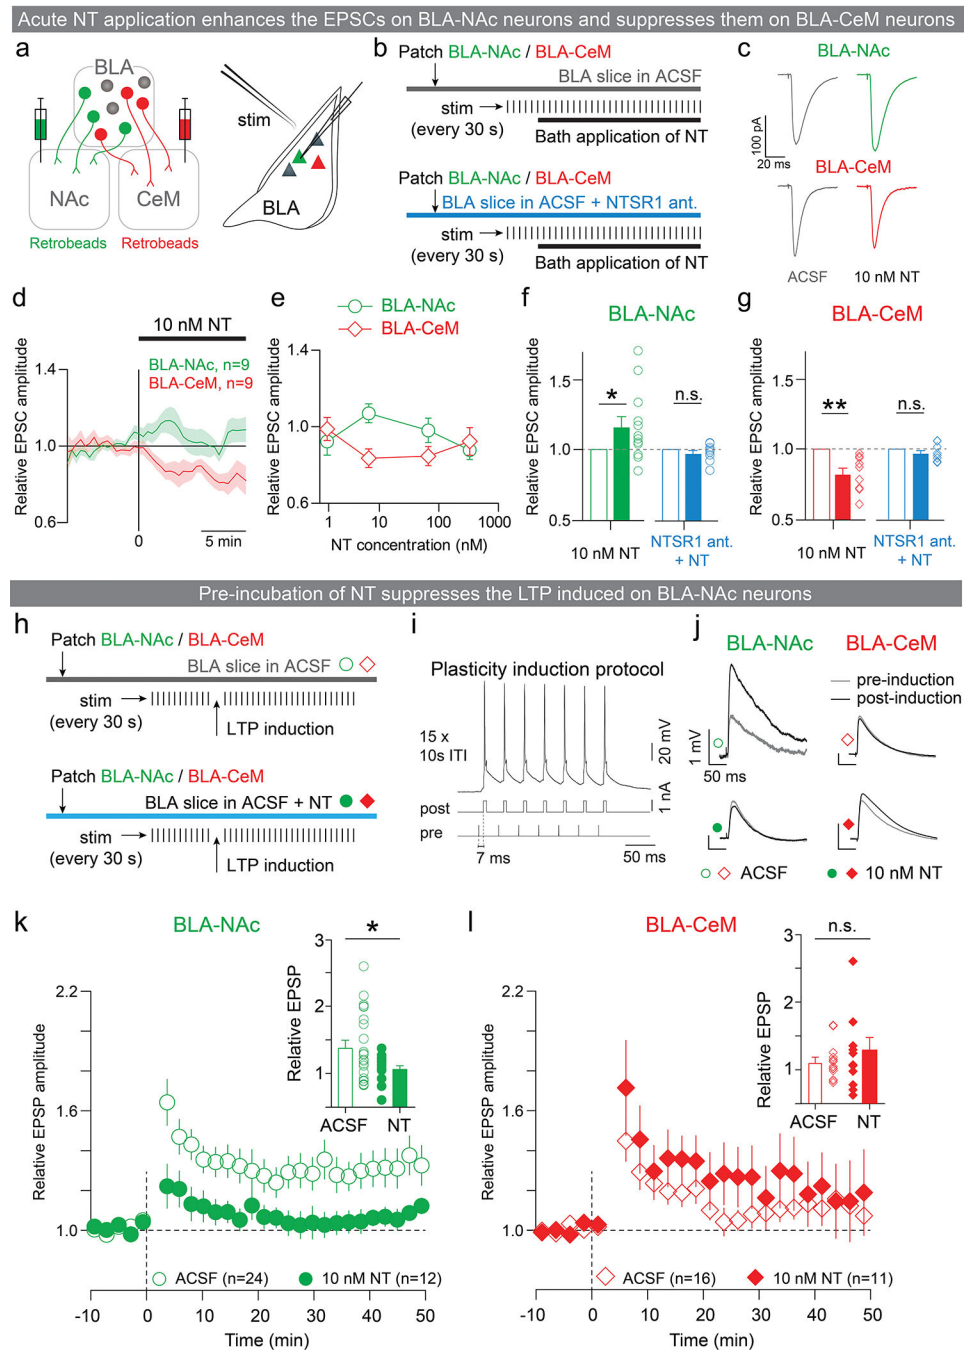 Acute NT application enhances the EPSCs on BLA-NAc neurons and suppresses them on BLA-CeM neurons
a
BLA
NAc
CeM
Retrobeads
Retrobeads
stim
BLA
b
Patch BLA-NAc / BLA-CeM
BLA slice in ACSF
stim
(every 30 s)
Bath application of NT
Patch BLA-NAc / BLA-CeM
BLA slice in ACSF + NTSR1 ant.
stim
(every 30 s)
Bath application of NT
c
BLA-NAc
100 pA
20 ms
BLA-CeM
ACSF
10 nM NT
d
10 nM NT
BLA-NAc, n=9
BLA-CeM, n=9
Relative EPSC amplitude
1.4
1.0
0.6
0
5 min
e
BLA-NAc
BLA-CeM
Relative EPSC amplitude
1.4
1.0
0.6
1
10
100
1000
NT concentration (nM)
f
BLA-NAc
Relative EPSC amplitude
1.5
1.0
0.5
*
n.s.
10 nM NT
NTSR1 ant.
+ NT
g
BLA-CeM
Relative EPSC amplitude
1.5
1.0
0.5
**
n.s.
10 nM NT
NTSR1 ant.
+ NT
Pre-incubation of NT suppresses the LTP induced on BLA-NAc neurons
h
Patch BLA-NAc / BLA-CeM
BLA slice in ACSF
stim
(every 30 s)
LTP induction
Patch BLA-NAc / BLA-CeM
BLA slice in ACSF + NT
stim
(every 30 s)
LTP induction
i
Plasticity induction protocol
15 x
10s ITI
20 mV
1 nA
post
pre
7 ms
50 ms
j
BLA-NAc
BLA-CeM
pre-induction
post-induction
1 mV
50 ms
ACSF
10 nM NT
k
BLA-NAc
Relative EPSP amplitude
2.2
1.6
1.0
Relative EPSP
3
2
1
*
ACSF
NT
ACSF (n=24)
10 nM NT (n=12)
-10
0
10
20
30
40
50
Time (min)
l
BLA-CeM
Relative EPSP amplitude
2.2
1.6
1.0
Relative EPSP
3
2
1
n.s.
ACSF
NT
ACSF (n=16)
10 nM NT (n=11)
-10
0
10
20
30
40
50
Time (min)